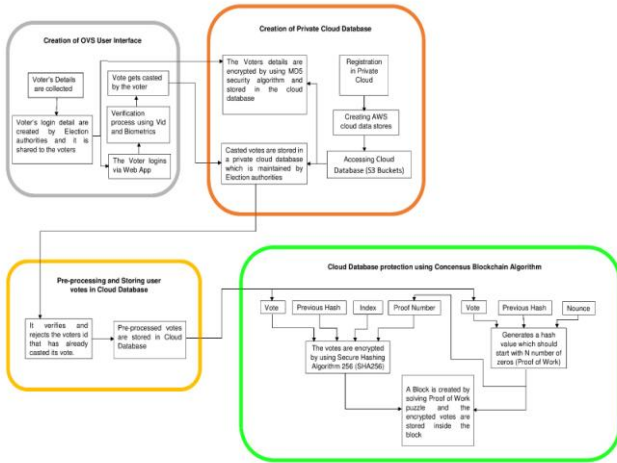 Creation of OVS User Interface
Voter's Details
are collected
Voter's login detail are
created by Election
authorities and it is
shared to the voters
Vote gets casted
by the voter
Verification
process using Vid
and Biometrics
The Voter logins
via Web App
Creation of Private Cloud Database
The Voters details are
encrypted by using MD5
security algorithm and
stored in the cloud
database
Registration
in Private
Cloud
Creating AWS
cloud data stores
Accessing Cloud
Database (S3 Buckets)
Casted votes are stored in
a private cloud database
which is maintained by
Election authorities
Pre-processing and Storing user
votes in Cloud Database
It verifies and
rejects the voters id
that has already
casted its vote.
Pre-processed votes
are stored in Cloud
Database
Cloud Database protection using Concensus Blockchain Algorithm
Vote
Previous Hash
Index
Proof Number
Vote
Previous Hash
Nounce
The votes are encrypted
by using Secure Hashing
Algorithm 256 (SHA256)
Generates a hash
value which should
start with N number of
zeros (Proof of Work)
A Block is created by
solving Proof of Work
puzzle and the
encrypted votes are
stored inside the
block